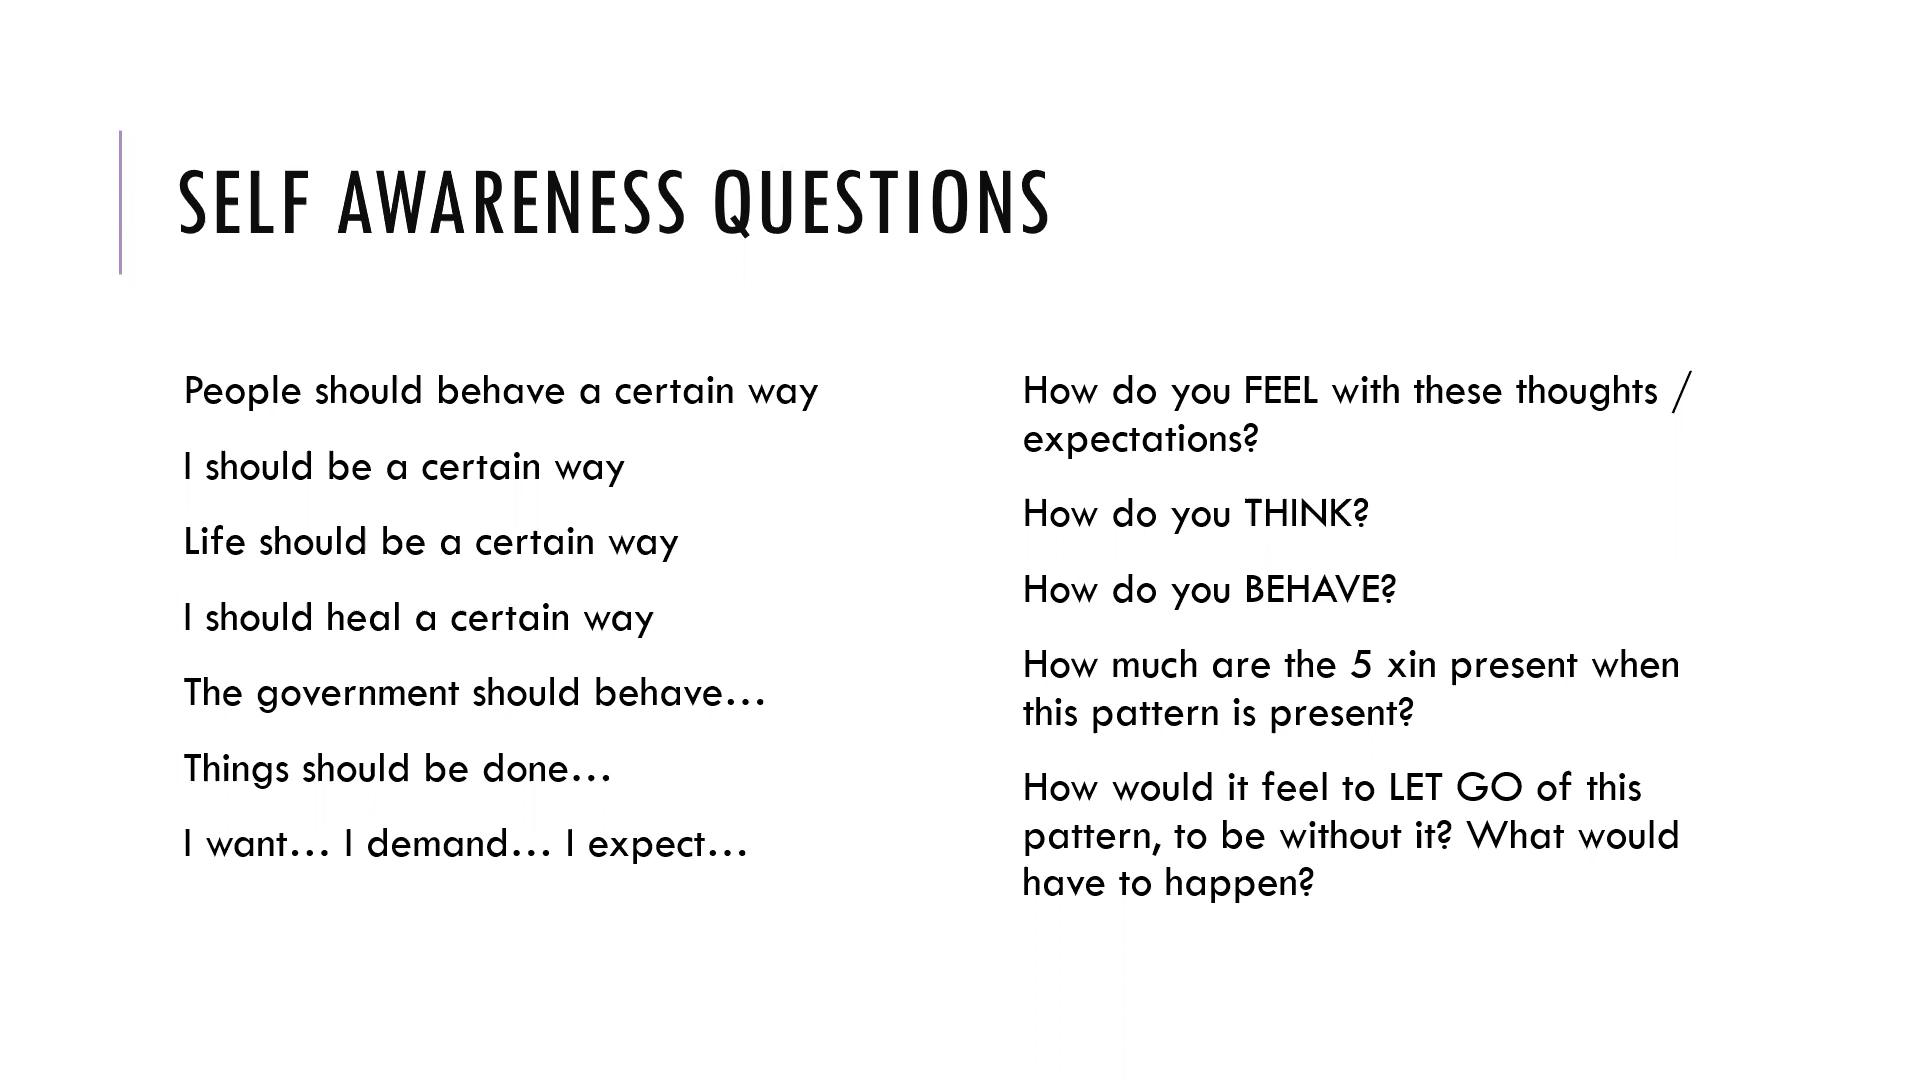 SELF AWARENESS QUESTIONS
People should behave a certain way
I should be a certain way
Life should be a certain way
I should heal a certain way
The government should behave…
Things should be done…
I want… I demand… I expect…
How do you FEEL with these thoughts /
expectations?
How do you THINK?
How do you BEHAVE?
How much are the 5 xin present when
this pattern is present?
How would it feel to LET GO of this
pattern, to be without it? What would
have to happen?